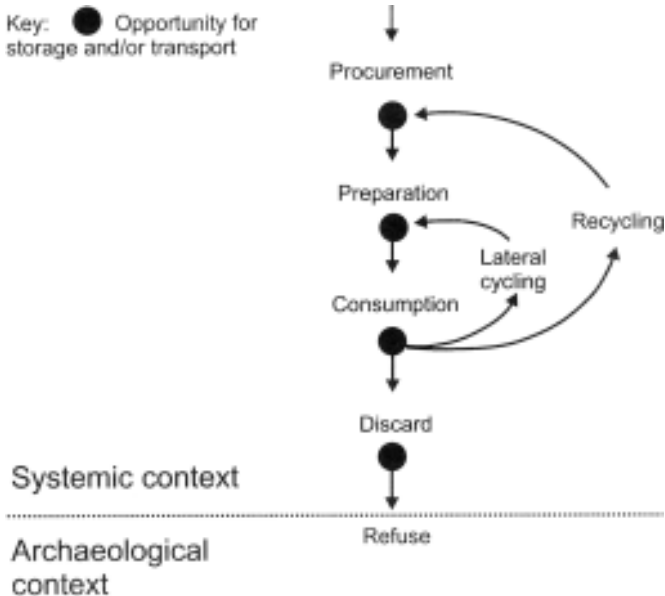 Key: Opportunity for
storage and/or transport
Procurement
Preparation
Recycling
Lateral
cycling
Consumption
Discard
Systemic context
Refuse
Archaeological
context